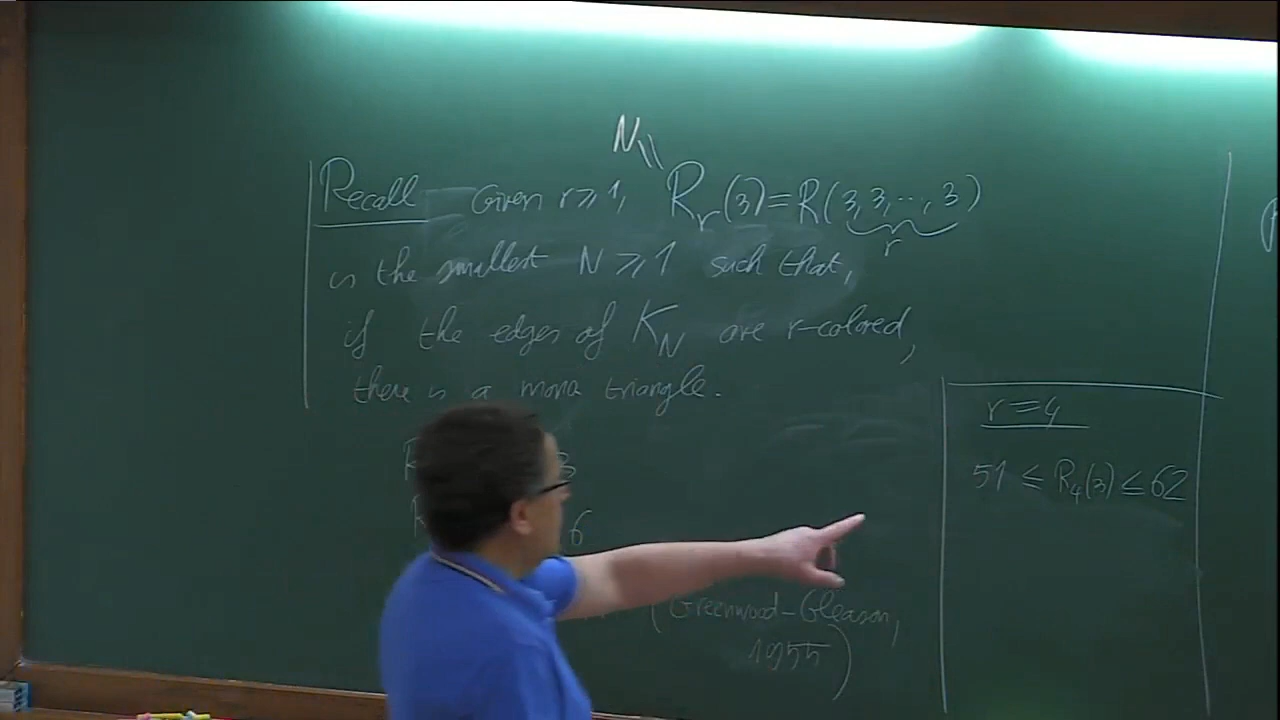 N
Recall Given r ≥ 1, R_r(3) = R(3,3,...,3)
r
is the smallest N ≥ 1 such that,
if the edges of K_N are r-colored,
there is a mono triangle.
R 3
R 6
(Greenwood-Gleason,
1955)
r = 4
51 ≤ R_4(3) ≤ 62